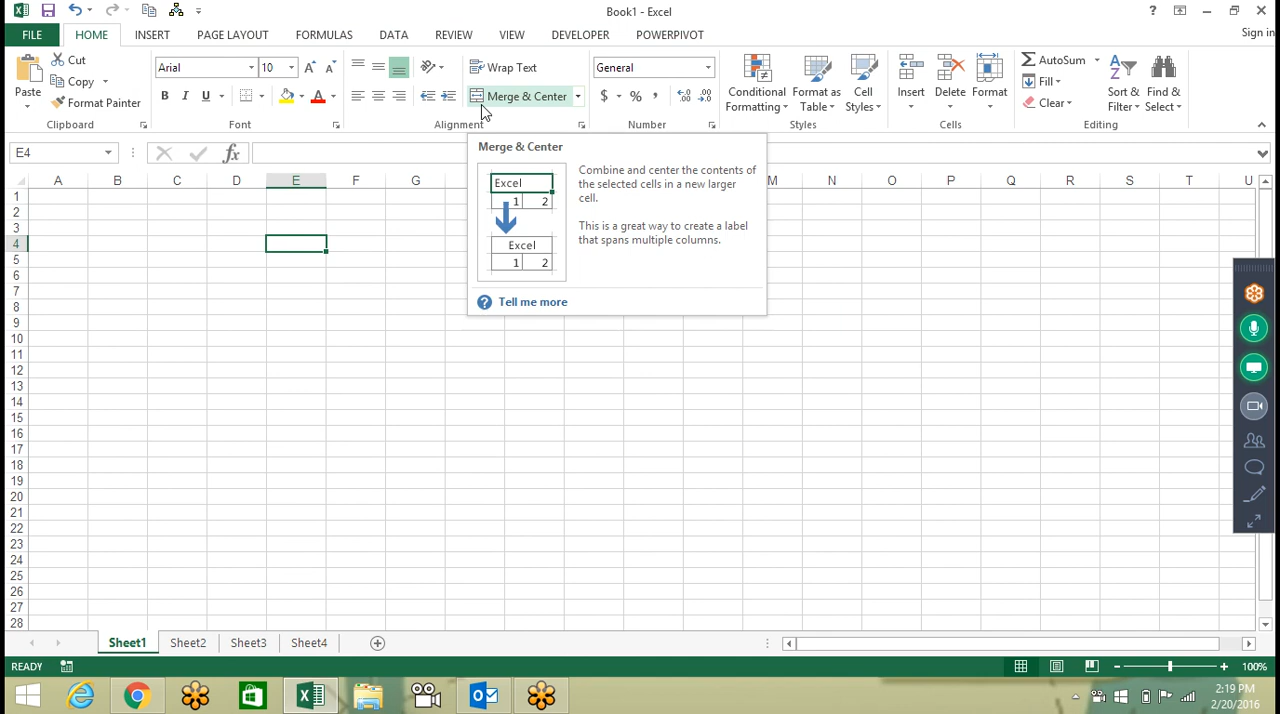 Book1 - Excel
?
Sign in
FILE
HOME
INSERT
PAGE LAYOUT
FORMULAS
DATA
REVIEW
VIEW
DEVELOPER
POWERPIVOT
Paste
Cut
Copy
Format Painter
Clipboard
Arial
10
A
A
B
I
U
A
Font
Wrap Text
Merge & Center
Alignment
General
$
%
,
.00
.0
Number
Conditional
Formatting
Format as
Table
Cell
Styles
Styles
Insert
Delete
Format
Cells
AutoSum
Fill
Clear
Sort &
Filter
Find &
Select
Editing
E4
fx
Merge & Center
Excel
1 2
Excel
1 2
Combine and center the contents of
the selected cells in a new larger
cell.
This is a great way to create a label
that spans multiple columns.
? Tell me more
A B C D E F G M N O P Q R S T U
1
2
3
4
5
6
7
8
9
10
11
12
13
14
15
16
17
18
19
20
21
22
23
24
25
26
27
28
Sheet1 Sheet2 Sheet3 Sheet4
READY
100%
2:19 PM
2/20/2016